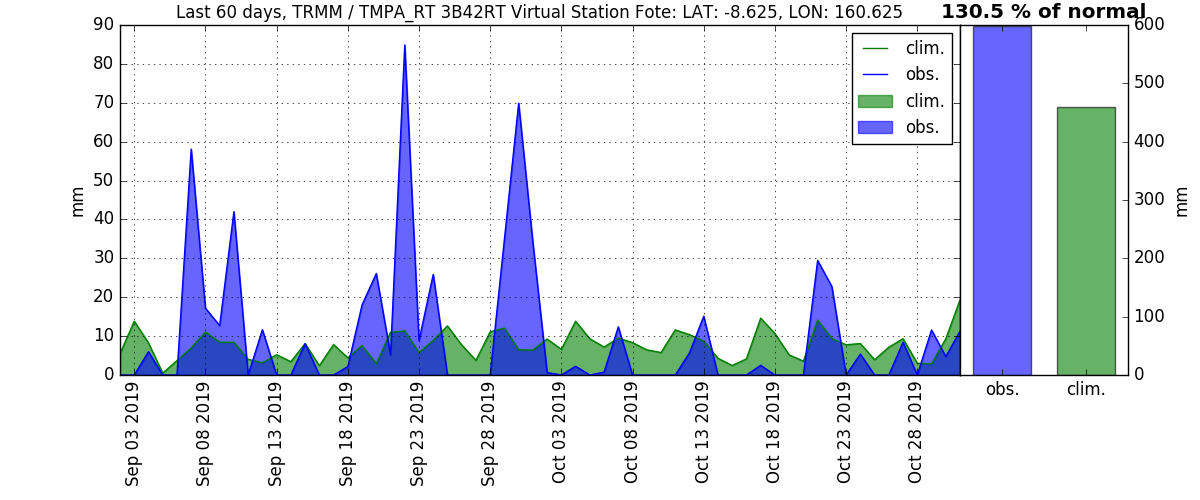 Last 60 days, TRMM / TMPA_RT 3B42RT Virtual Station Fote: LAT: -8.625, LON: 160.625
130.5 % of normal
90
80
70
60
50
40
30
20
10
0
mm
clim.
obs.
clim.
obs.
600
500
400
300
200
100
0
mm
obs.
clim.
Sep 03 2019
Sep 08 2019
Sep 13 2019
Sep 18 2019
Sep 23 2019
Sep 28 2019
Oct 03 2019
Oct 08 2019
Oct 13 2019
Oct 18 2019
Oct 23 2019
Oct 28 2019